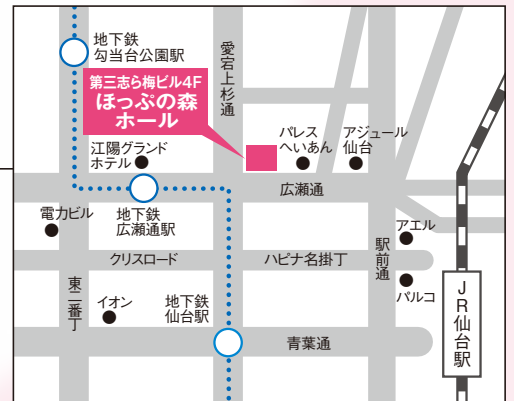 地下鉄
勾当台公園駅
愛宕上杉通
第三志ら梅ビル4F
ほっぷの森
ホール
江陽グランド
ホテル
パレス
へいあん
アジュール
仙台
広瀬通
地下鉄
広瀬通駅
電力ビル
アエル
駅前通
クリスロード
ハピナ名掛丁
東二番丁
イオン
地下鉄
仙台駅
パルコ
JR仙台駅
青葉通